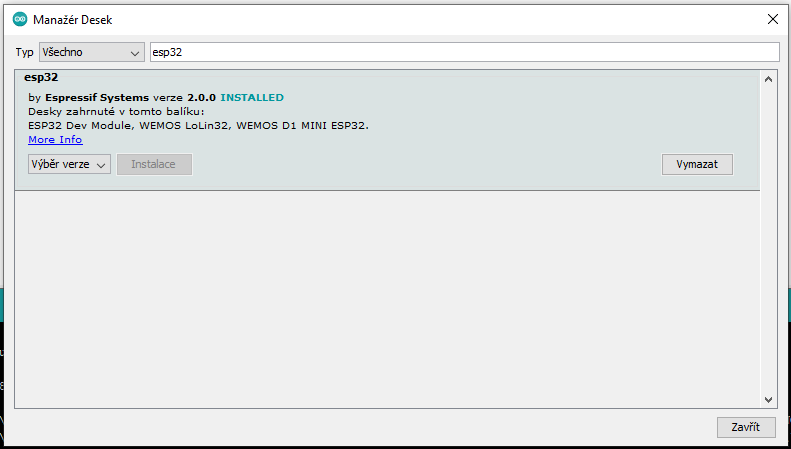 Manažér Desek
Typ Všechno esp32
esp32
by Espressif Systems verze 2.0.0 INSTALLED
Desky zahrnuté v tomto balíku:
ESP32 Dev Module, WEMOS LoLin32, WEMOS D1 MINI ESP32.
More Info
Výběr verze Instalace Vymazat
Zavřít